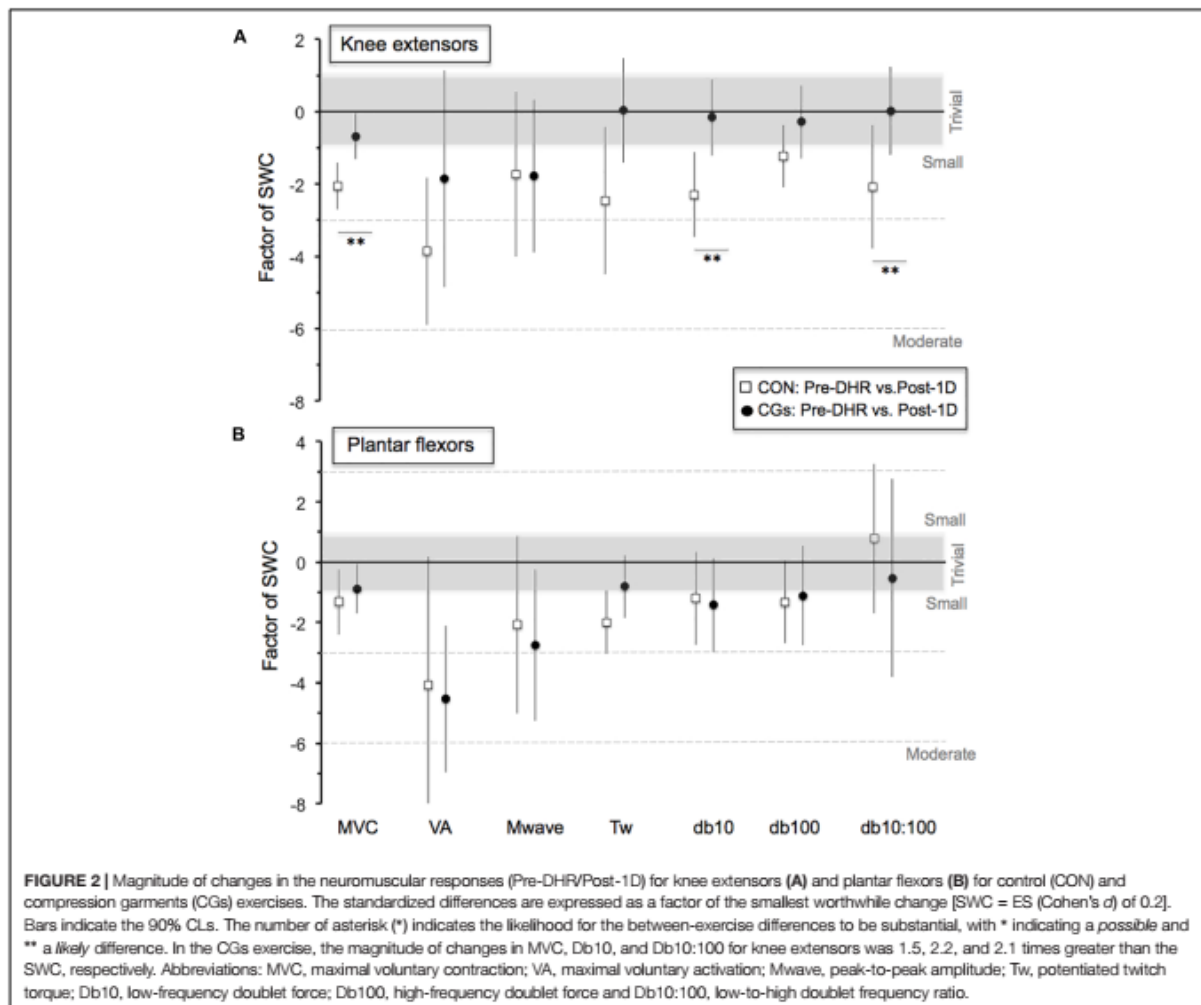 A
Knee extensors
2
0
-2
-4
-6
-8
Factor of SWC
Trivial
Small
Moderate
**
**
**
□ CON: Pre-DHR vs.Post-1D
● CGs: Pre-DHR vs. Post-1D
B
Plantar flexors
4
2
0
-2
-4
-6
-8
Factor of SWC
Small
Trivial
Small
Moderate
MVC VA Mwave Tw db10 db100 db10:100
FIGURE 2 | Magnitude of changes in the neuromuscular responses (Pre-DHR/Post-1D) for knee extensors (A) and plantar flexors (B) for control (CON) and
compression garments (CGs) exercises. The standardized differences are expressed as a factor of the smallest worthwhile change [SWC = ES (Cohen's d) of 0.2].
Bars indicate the 90% CLs. The number of asterisk (*) indicates the likelihood for the between-exercise differences to be substantial, with * indicating a possible and
** a likely difference. In the CGs exercise, the magnitude of changes in MVC, Db10, and Db10:100 for knee extensors was 1.5, 2.2, and 2.1 times greater than the
SWC, respectively. Abbreviations: MVC, maximal voluntary contraction; VA, maximal voluntary activation; Mwave, peak-to-peak amplitude; Tw, potentiated twitch
torque; Db10, low-frequency doublet force; Db100, high-frequency doublet force and Db10:100, low-to-high doublet frequency ratio.